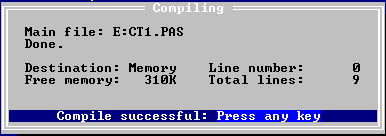 Compiling
Main file: E:CT1.PAS
Done.
Destination: Memory Line number: 0
Free memory: 310K Total lines: 9
Compile successful: Press any key